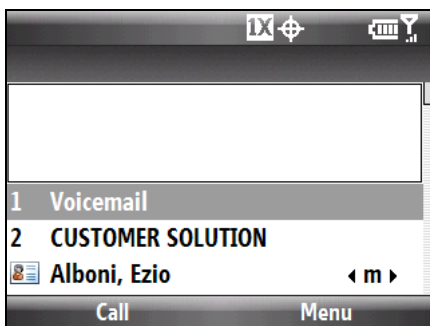 1X
1 Voicemail
2 CUSTOMER SOLUTION
Alboni, Ezio m
Call Menu